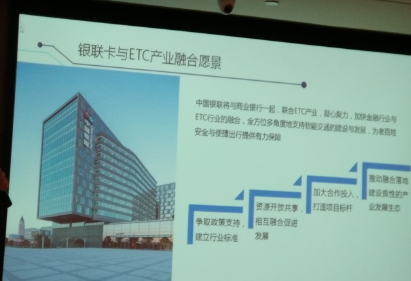 银联卡与ETC产业融合愿景
中国银联将与商业银行一起，联合ETC产业，凝心聚力，加快金融行业与
ETC行业的融合，全方位多角度地支持智能交通的建设与发展，为老百姓
安全与便捷出行提供有力保障
争取政策支持，
建立行业标准
资源开放共享，
相互融合促进
发展
加大合作投入，
打造项目标杆
推动融合落地
建设良性的产
业发展生态